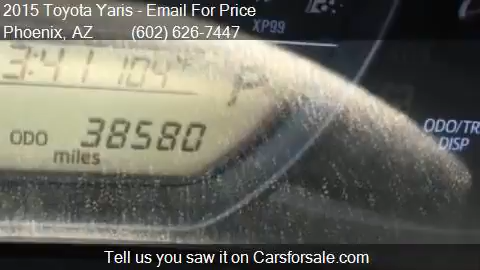 2015 Toyota Yaris - Email For Price
Phoenix, AZ (602) 626-7447
XP99
3:41 104°F
P
ODO 38580
miles
ODO/TR
DISP
Tell us you saw it on Carsforsale.com